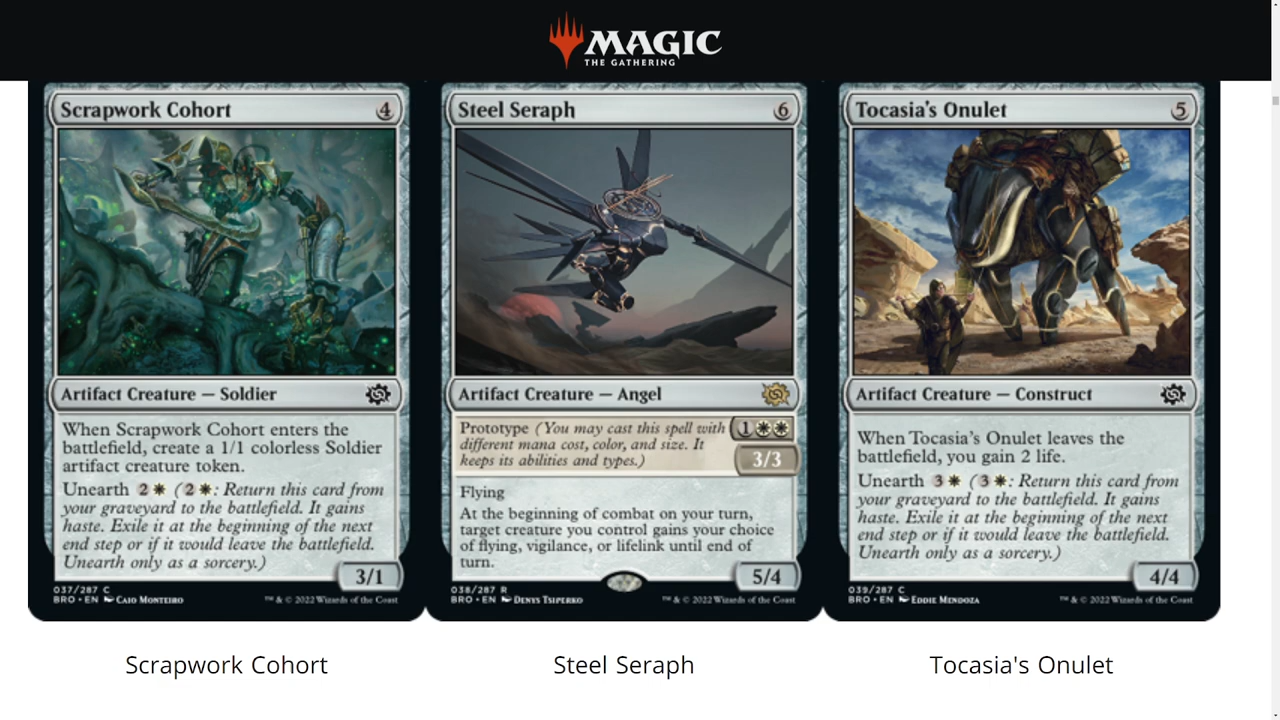 MAGIC
THE GATHERING
Scrapwork Cohort 4
Artifact Creature — Soldier
When Scrapwork Cohort enters the
battlefield, create a 1/1 colorless Soldier
artifact creature token.
Unearth 2 (2 : Return this card from
your graveyard to the battlefield. It gains
haste. Exile it at the beginning of the next
end step or if it would leave the battlefield.
Unearth only as a sorcery.)
3/1
037/287 C
BRO • EN CAIO MONTEIRO
™ & © 2022 Wizards of the Coast
Steel Seraph 6
Artifact Creature — Angel
Prototype (You may cast this spell with 1
different mana cost, color, and size. It
keeps its abilities and types.)
3/3
Flying
At the beginning of combat on your turn,
target creature you control gains your choice
of flying, vigilance, or lifelink until end of
turn.
5/4
038/287 R
BRO • EN DENYS TSIPERKO
™ & © 2022 Wizards of the Coast
Tocasia's Onulet 5
Artifact Creature — Construct
When Tocasia's Onulet leaves the
battlefield, you gain 2 life.
Unearth 3 (3 : Return this card from
your graveyard to the battlefield. It gains
haste. Exile it at the beginning of the next
end step or if it would leave the battlefield.
Unearth only as a sorcery.)
4/4
039/287 C
BRO • EN EDDIE MENDOZA
™ & © 2022 Wizards of the Coast
Scrapwork Cohort
Steel Seraph
Tocasia's Onulet